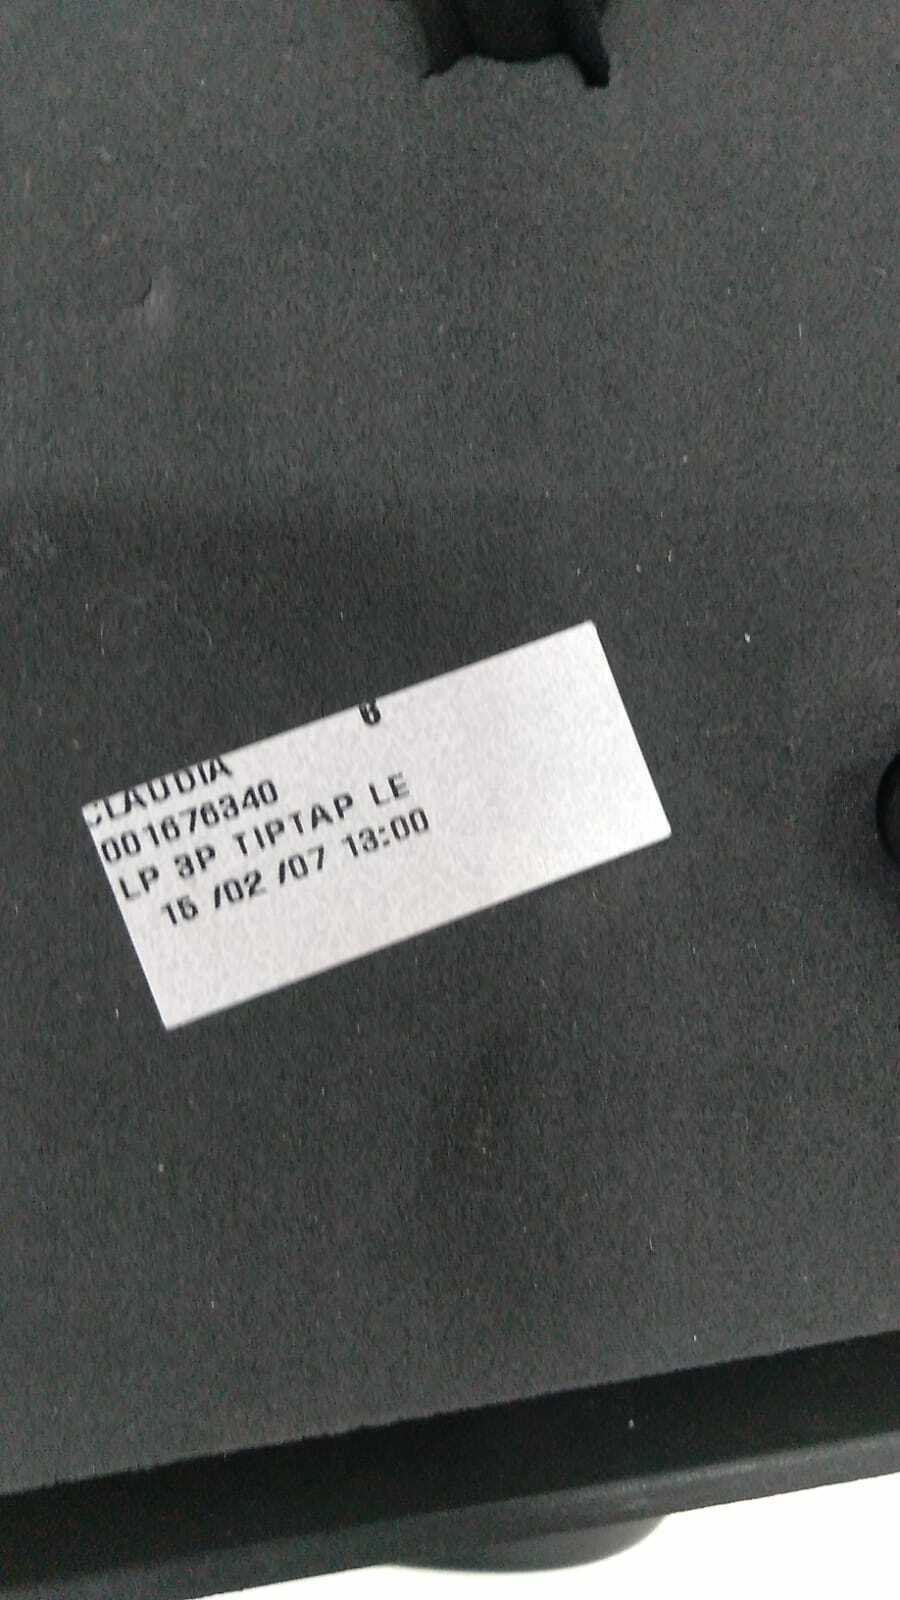 6
CLAUDIA
001676340
LP 3P TIPTAP LE
15 /02 /07 13:00